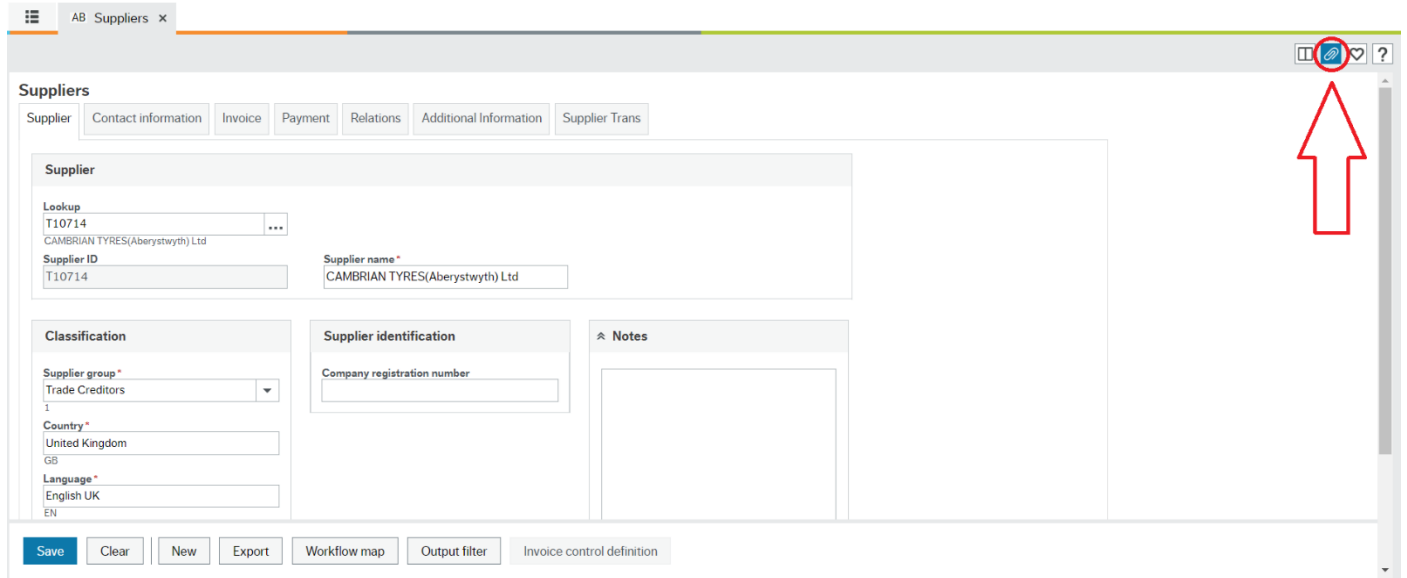 AB Suppliers ×
?
Suppliers
Supplier Contact information Invoice Payment Relations Additional Information Supplier Trans
Supplier
Lookup
T10714 ...
CAMBRIAN TYRES(Aberystwyth) Ltd
Supplier ID Supplier name*
T10714 CAMBRIAN TYRES(Aberystwyth) Ltd
Classification Supplier identification Notes
Supplier group* Company registration number
Trade Creditors
1
Country*
United Kingdom
GB
Language*
English UK
EN
Save Clear New Export Workflow map Output filter Invoice control definition